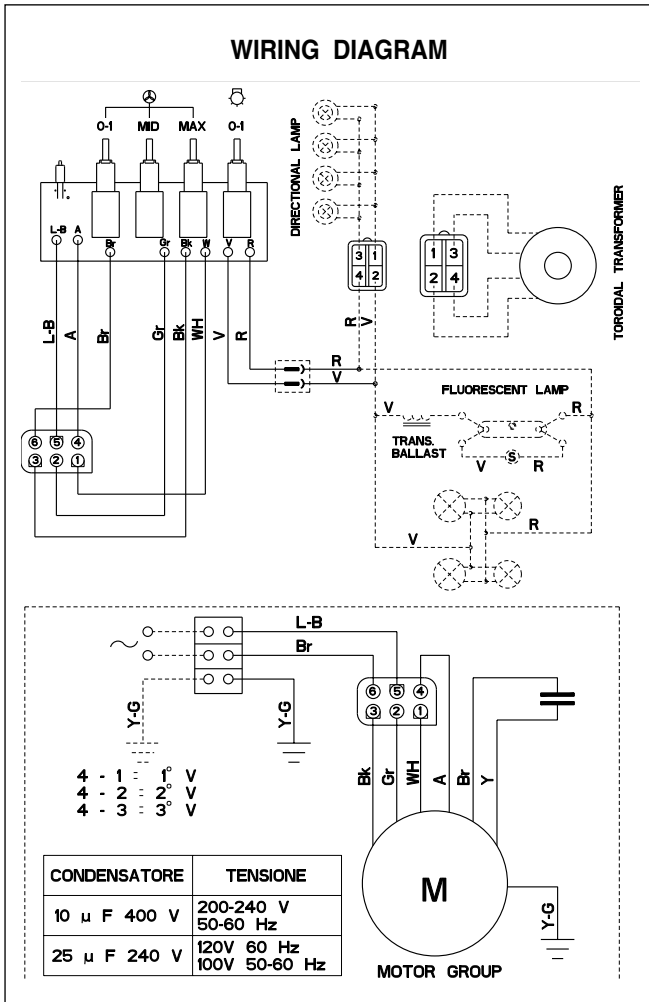 WIRING DIAGRAM
0-1 MID MAX 0-1
L-B A Br Gr Bk W V R
L-B A Br Gr Bk WH V R
DIRECTIONAL LAMP
3 1
4 2
R V
1 3
2 4
TOROIDAL TRANSFORMER
R
V
FLUORESCENT LAMP
V R
TRANS.
BALLAST
S
V R
V R
6 5 4
3 2 1
L-B
Br
Y-G Y-G
6 5 4
3 2 1
Bk Gr WH A Br Y
4 - 1 = 1° V
4 - 2 = 2° V
4 - 3 = 3° V
M
Y-G
MOTOR GROUP
CONDENSATORE TENSIONE
10 µ F 400 V 200-240 V
50-60 Hz
25 µ F 240 V 120V 60 Hz
100V 50-60 Hz